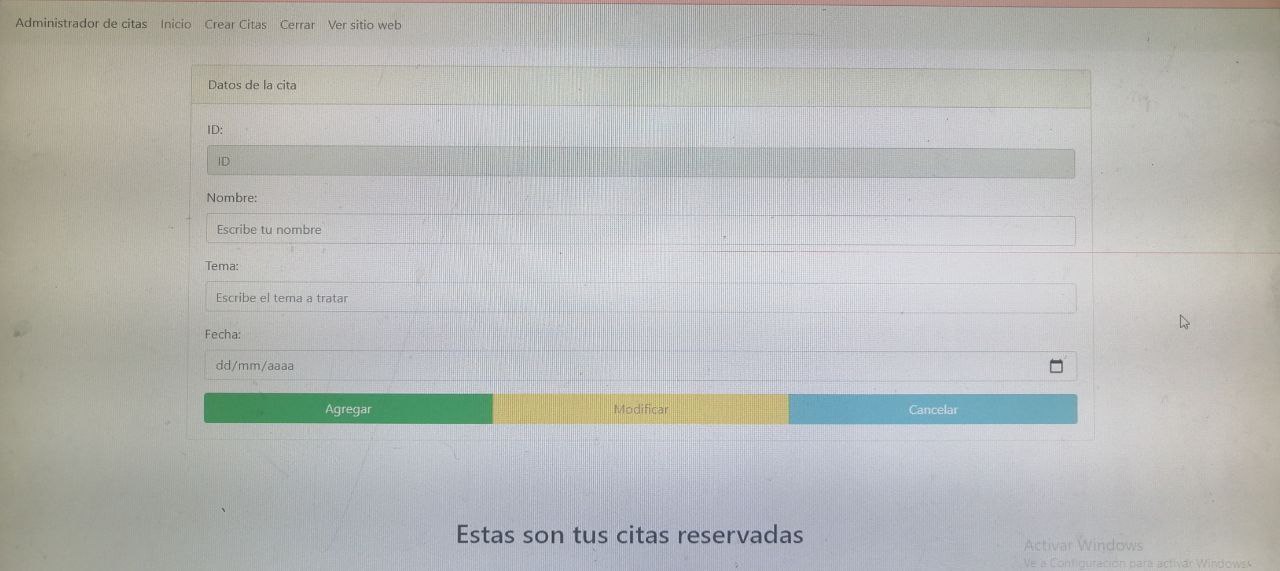 Administrador de citas Inicio Crear Citas Cerrar Ver sitio web
Datos de la cita
ID:
ID
Nombre:
Escribe tu nombre
Tema:
Escribe el tema a tratar
Fecha:
dd/mm/aaaa
Agregar Modificar Cancelar
Estas son tus citas reservadas
Activar Windows
Ve a Configuración para activar Windows.